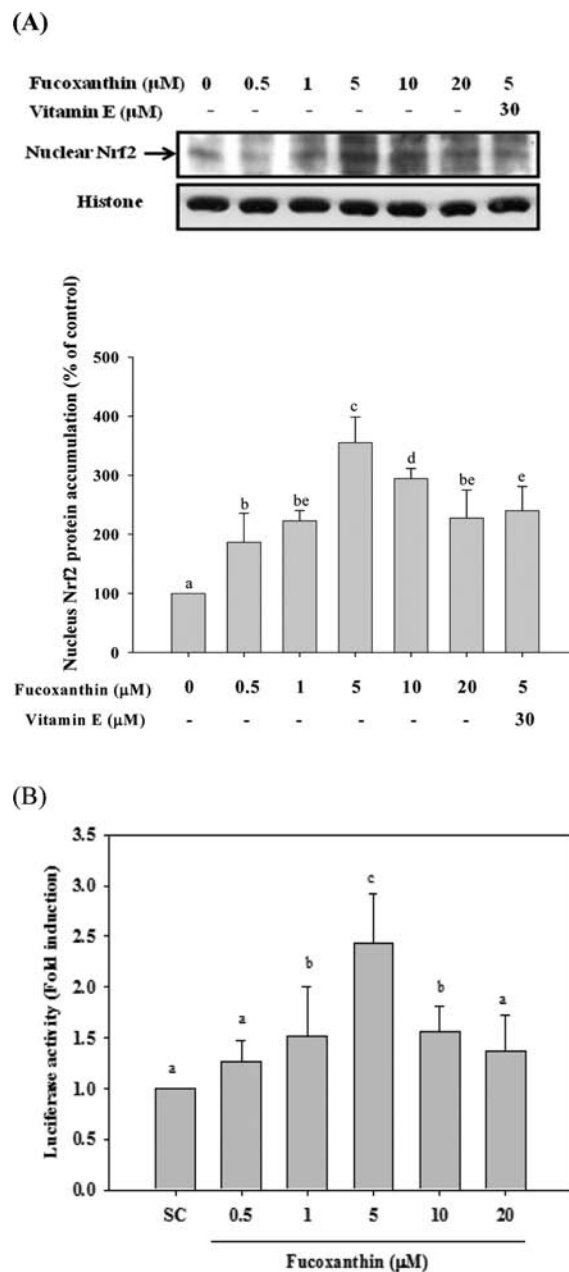 (A)
Fucoxanthin (μM) 0 0.5 1 5 10 20 5
Vitamin E (μM) - - - - - - 30
Nuclear Nrf2
Histone
Nucleus Nrf2 protein accumulation (% of control)
500
400
300
200
100
0
a b be c d be e
Fucoxanthin (μM) 0 0.5 1 5 10 20 5
Vitamin E (μM) - - - - - - 30
(B)
Luciferase activity (Fold induction)
3.5
3.0
2.5
2.0
1.5
1.0
0.5
0.0
a a b c b a
SC 0.5 1 5 10 20
Fucoxanthin (μM)